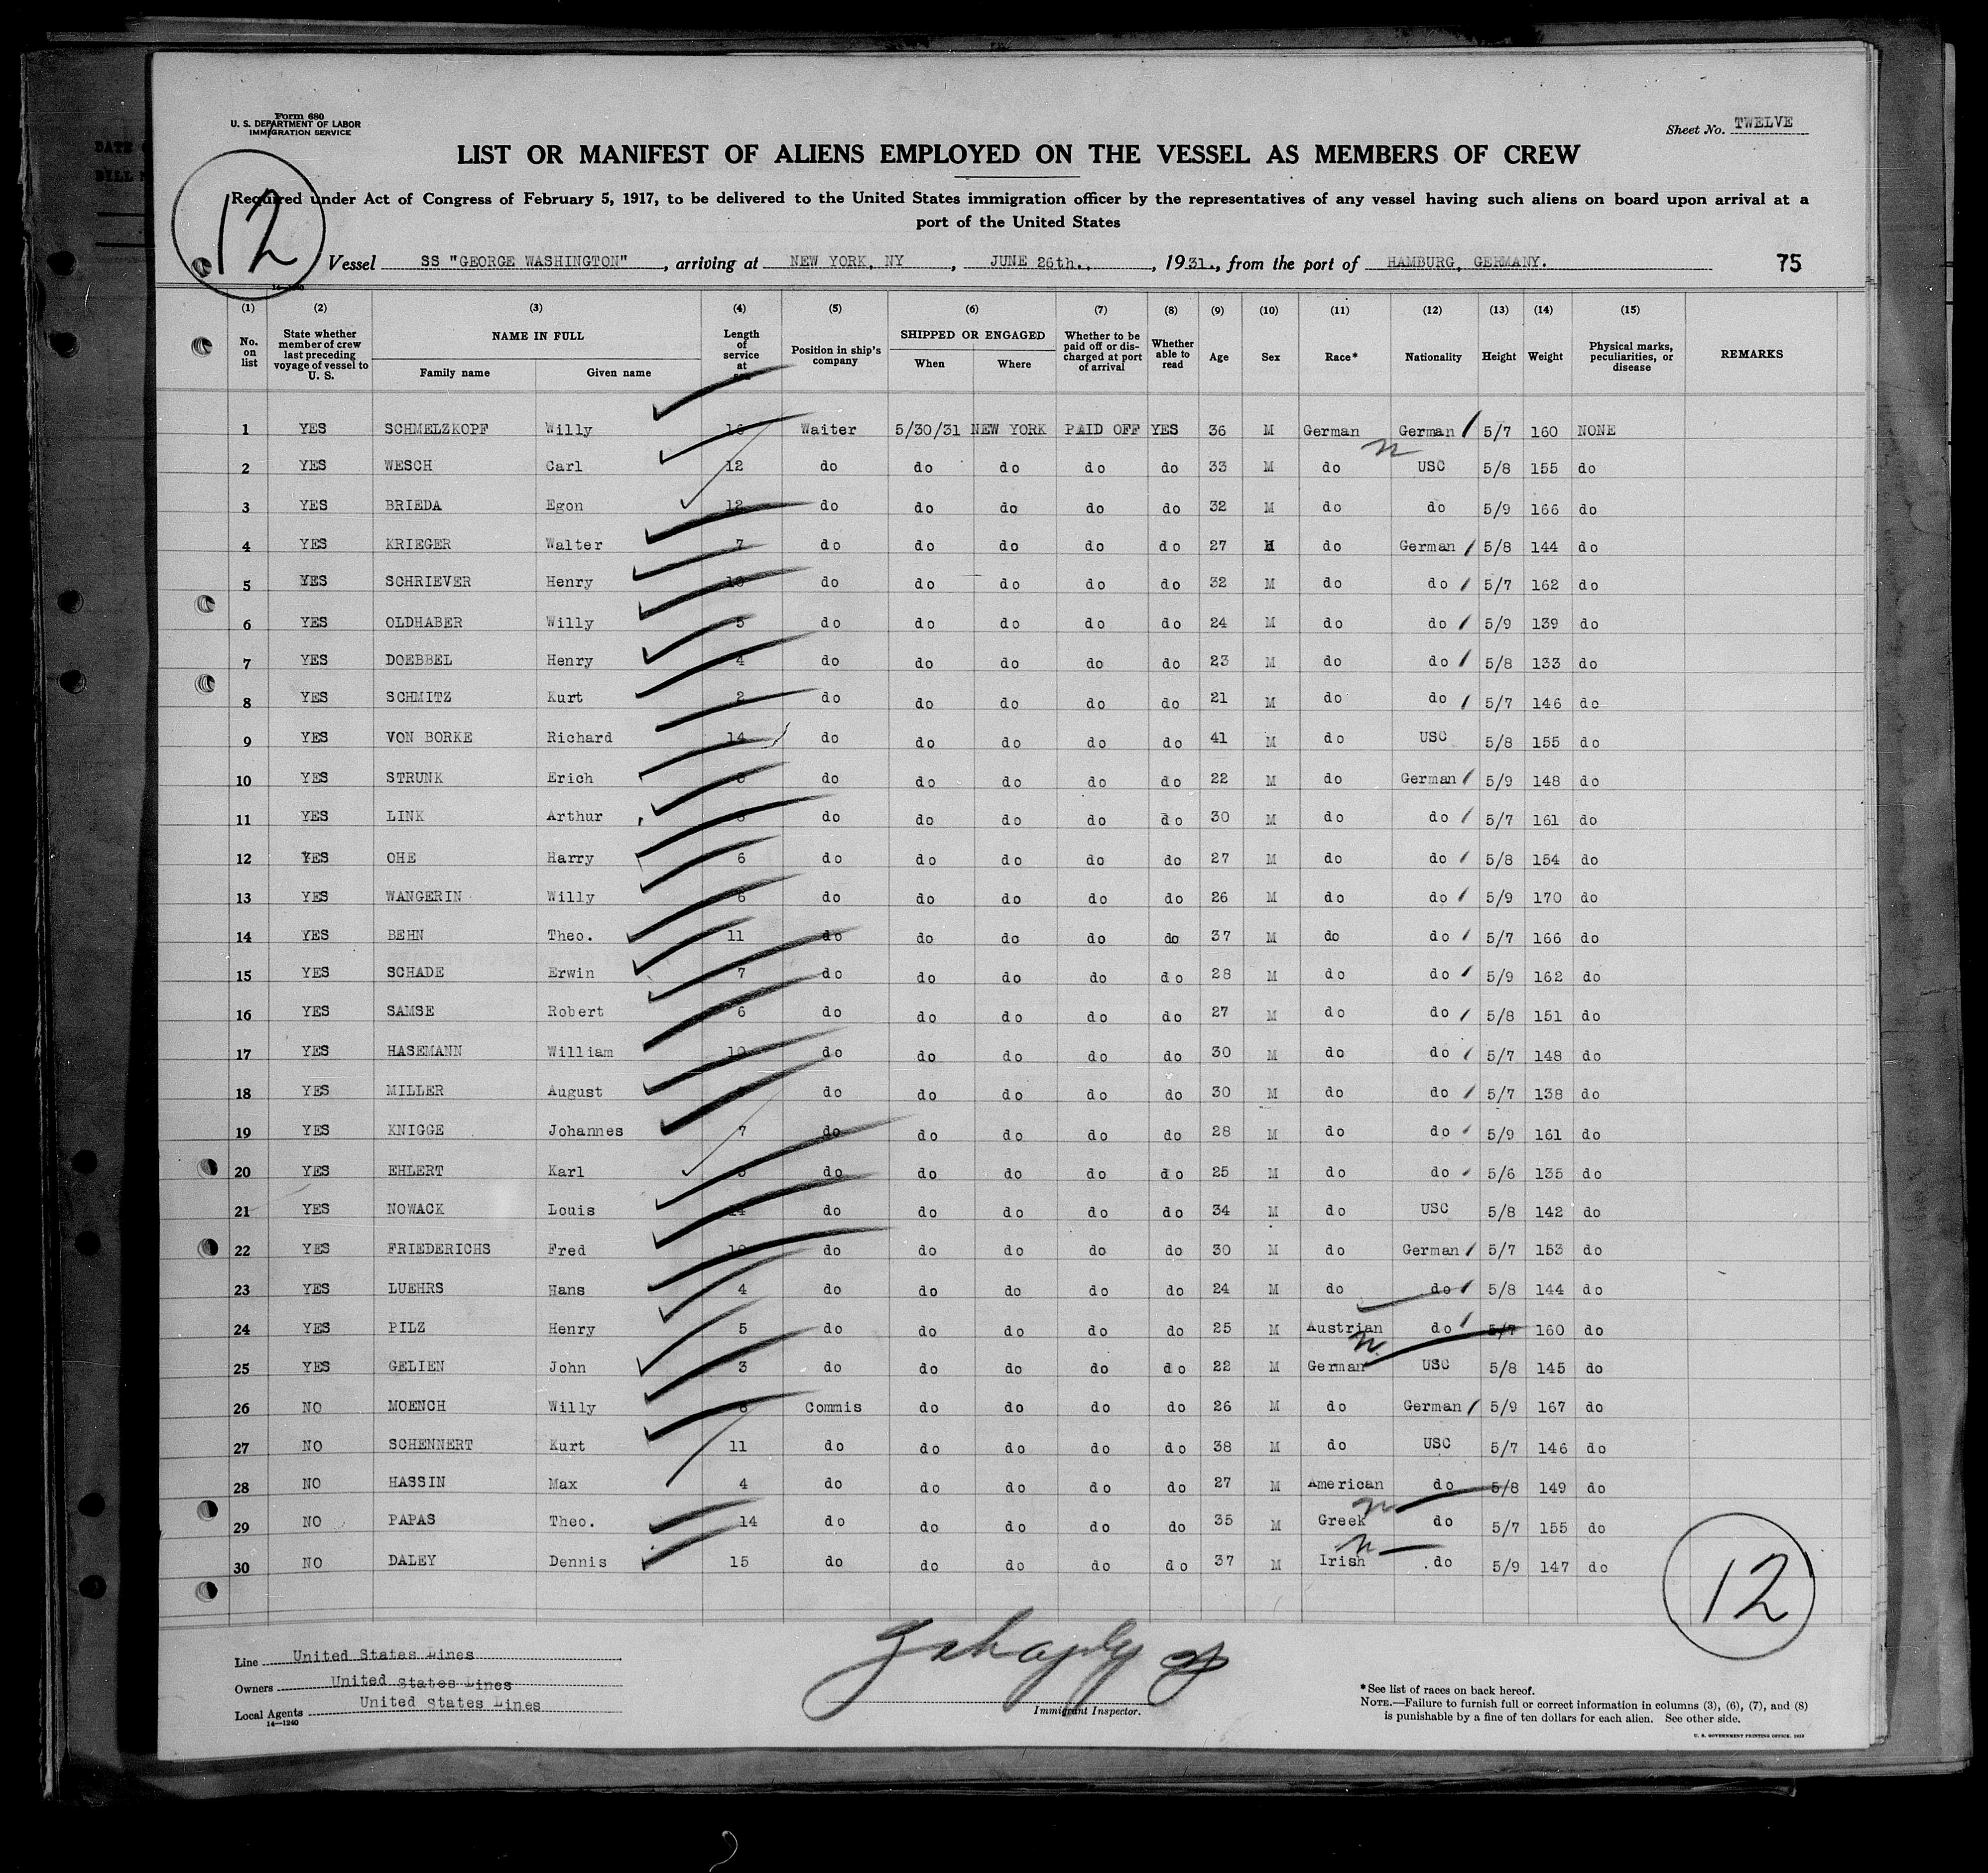 Form 680
U. S. DEPARTMENT OF LABOR
IMMIGRATION SERVICE
Sheet No. TWELVE
LIST OR MANIFEST OF ALIENS EMPLOYED ON THE VESSEL AS MEMBERS OF CREW
Required under Act of Congress of February 5, 1917, to be delivered to the United States immigration officer by the representatives of any vessel having such aliens on board upon arrival at a
port of the United States
12
Vessel SS "GEORGE WASHINGTON", arriving at NEW YORK, NY, JUNE 26th., 1931., from the port of HAMBURG, GERMANY. 75
14-1240
(1) (2) (3) (4) (5) (6) (7) (8) (9) (10) (11) (12) (13) (14) (15)
No. on list State whether member of crew last preceding voyage of vessel to U. S. NAME IN FULL Family name Given name Length of service at Position in ship's company SHIPPED OR ENGAGED When Where Whether to be paid off or discharged at port of arrival Whether able to read Age Sex Race* Nationality Height Weight Physical marks, peculiarities, or disease REMARKS
1 YES SCHMELZKOPF Willy 16 Waiter 5/30/31 NEW YORK PAID OFF YES 36 M German German 5/7 160 NONE
2 YES WESCH Carl 12 do do do do do 33 M do n USC 5/8 155 do
3 YES BRIEDA Egon 12 do do do do do 32 M do do 5/9 166 do
4 YES KRIEGER Walter 7 do do do do do 27 M do German 5/8 144 do
5 YES SCHRIEVER Henry 10 do do do do do 32 M do do 5/7 162 do
6 YES OLDHABER Willy 5 do do do do do 24 M do do 5/9 139 do
7 YES DOEBBEL Henry 4 do do do do do 23 M do do 5/8 133 do
8 YES SCHMITZ Kurt 2 do do do do do 21 M do do 5/7 146 do
9 YES VON BORKE Richard 14 do do do do do 41 M do USC 5/8 155 do
10 YES STRUNK Erich do do do do do 22 M do German 5/9 148 do
11 YES LINK Arthur do do do do do 30 M do do 5/7 161 do
12 YES OHE Harry 6 do do do do do 27 M do do 5/8 154 do
13 YES WANGERIN Willy 6 do do do do do 26 M do do 5/9 170 do
14 YES BEHN Theo. 11 do do do do do 37 M do do 5/7 166 do
15 YES SCHADE Erwin 7 do do do do do 28 M do do 5/9 162 do
16 YES SAMSE Robert 6 do do do do do 27 M do do 5/8 151 do
17 YES HASEMANN William 10 do do do do do 30 M do do 5/7 148 do
18 YES MILLER August do do do do do 30 M do do 5/7 138 do
19 YES KNIGGE Johannes 7 do do do do do 28 M do do 5/9 161 do
20 YES EHLERT Karl do do do do do 25 M do do 5/6 135 do
21 YES NOWACK Louis 14 do do do do do 34 M do USC 5/8 142 do
22 YES FRIEDERICHS Fred 10 do do do do do 30 M do German 5/7 153 do
23 YES LUEHRS Hans 4 do do do do do 24 M do do 5/8 144 do
24 YES PILZ Henry 5 do do do do do 25 M Austrian do 5/7 160 do
25 YES GELIEN John 3 do do do do do 22 M German n USC 5/8 145 do
26 NO MOENCH Willy Commis do do do do 26 M do German 5/9 167 do
27 NO SCHENNERT Kurt 11 do do do do do 38 M do USC 5/7 146 do
28 NO HASSIN Max 4 do do do do do 27 M American do 5/8 149 do
29 NO PAPAS Theo. 14 do do do do do 35 M Greek n do 5/7 155 do
30 NO DALEY Dennis 15 do do do do do 37 M Irish n do 5/9 147 do
12
Line United States Lines
Owners United States Lines
Local Agents United States Lines
14—1240
Immigrant Inspector.
*See list of races on back hereof.
NOTE.—Failure to furnish full or correct information in columns (3), (6), (7), and (8)
is punishable by a fine of ten dollars for each alien. See other side.
U. S. GOVERNMENT PRINTING OFFICE